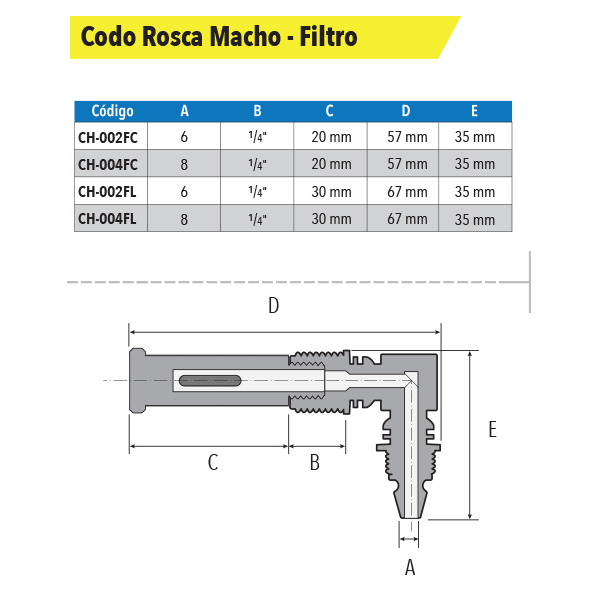 Codo Rosca Macho - Filtro
Código A B C D E
CH-002FC 6 1/4" 20 mm 57 mm 35 mm
CH-004FC 8 1/4" 20 mm 57 mm 35 mm
CH-002FL 6 1/4" 30 mm 67 mm 35 mm
CH-004FL 8 1/4" 30 mm 67 mm 35 mm
D
E
C B
A